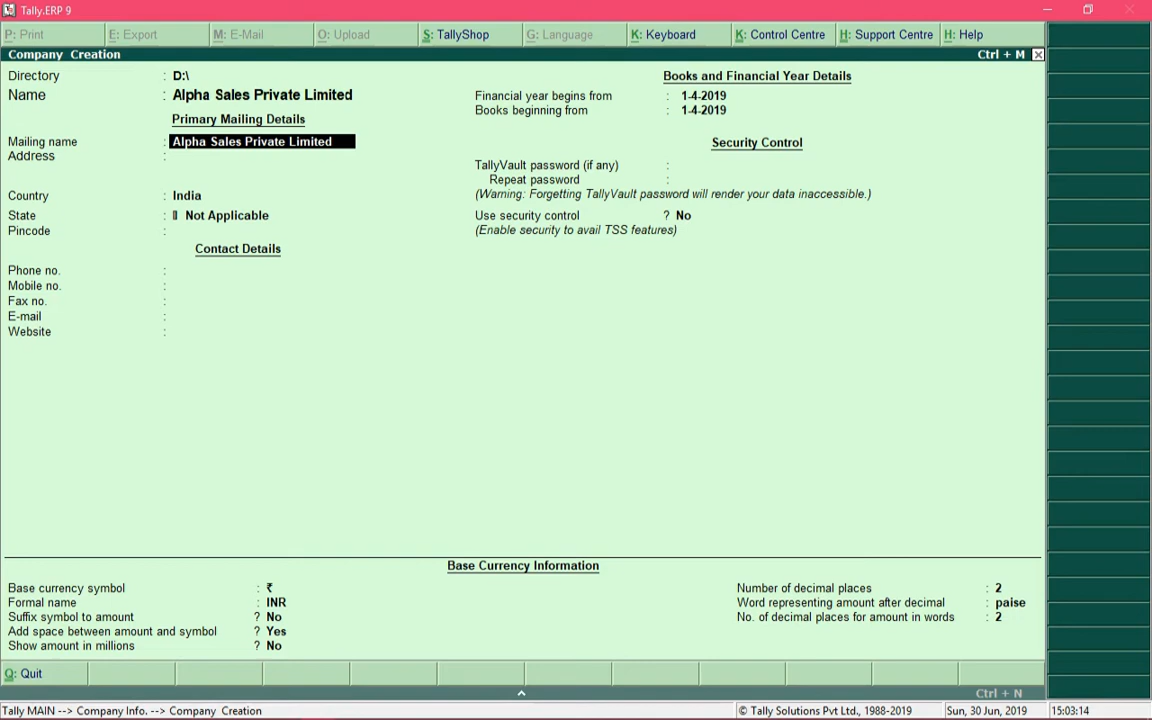 Tally.ERP 9
P: Print E: Export M: E-Mail O: Upload S: TallyShop G: Language K: Keyboard K: Control Centre H: Support Centre H: Help
Company Creation Ctrl + M
Directory : D:\
Name : Alpha Sales Private Limited
Primary Mailing Details
Mailing name : Alpha Sales Private Limited
Address :
Country : India
State : Not Applicable
Pincode :
Contact Details
Phone no. :
Mobile no. :
Fax no. :
E-mail :
Website :
Books and Financial Year Details
Financial year begins from : 1-4-2019
Books beginning from : 1-4-2019
Security Control
TallyVault password (if any) :
Repeat password :
(Warning: Forgetting TallyVault password will render your data inaccessible.)
Use security control ? No
(Enable security to avail TSS features)
Base Currency Information
Base currency symbol : ₹
Formal name : INR
Suffix symbol to amount ? No
Add space between amount and symbol ? Yes
Show amount in millions ? No
Number of decimal places : 2
Word representing amount after decimal : paise
No. of decimal places for amount in words : 2
Q: Quit
Ctrl + N
Tally MAIN --> Company Info. --> Company Creation © Tally Solutions Pvt Ltd., 1988-2019 Sun, 30 Jun, 2019 15:03:14